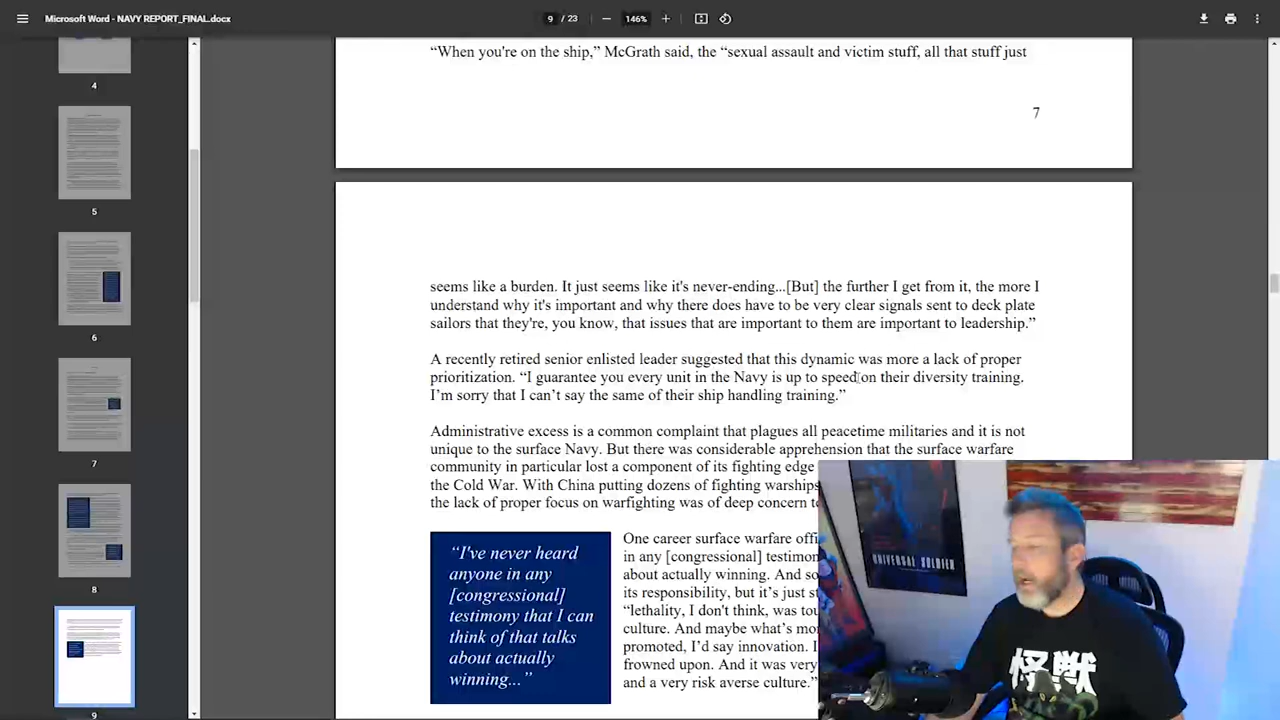 Microsoft Word - NAVY REPORT_FINAL.docx
9 / 23
146%
4
5
6
7
8
9
“When you're on the ship,” McGrath said, the “sexual assault and victim stuff, all that stuff just
7
seems like a burden. It just seems like it's never-ending...[But] the further I get from it, the more I
understand why it's important and why there does have to be very clear signals sent to deck plate
sailors that they're, you know, that issues that are important to them are important to leadership.”
A recently retired senior enlisted leader suggested that this dynamic was more a lack of proper
prioritization. “I guarantee you every unit in the Navy is up to speed on their diversity training.
I’m sorry that I can’t say the same of their ship handling training.”
Administrative excess is a common complaint that plagues all peacetime militaries and it is not
unique to the surface Navy. But there was considerable apprehension that the surface warfare
community in particular lost a component of its fighting edge
the Cold War. With China putting dozens of fighting warships
the lack of proper focus on warfighting was of deep concern
“I've never heard
anyone in any
[congressional]
testimony that I can
think of that talks
about actually
winning...”
One career surface warfare
in any [congressional]
about actually winning. And
its responsibility, but it’s just
“lethality, I don't think, was
culture. And maybe what’s
promoted, I’d say innovation.
frowned upon. And it was very
and a very risk averse culture.”
UNIVERSAL SOLDIER
怪獣